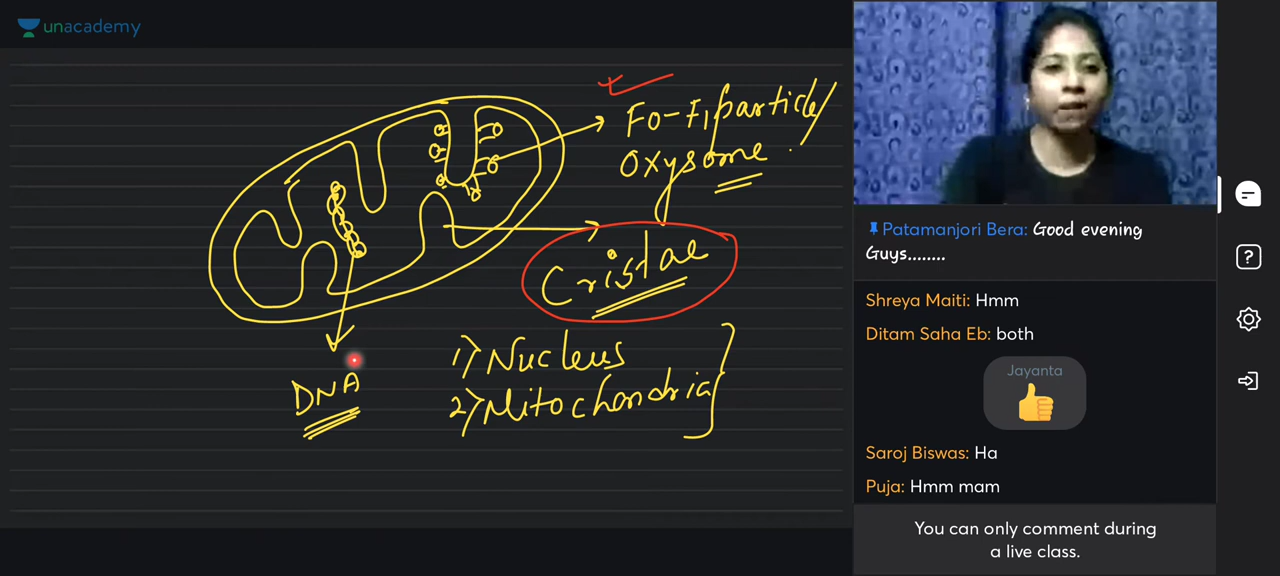 unacademy
F0-F1 particle/
oxysome.
Cristae
DNA
1) Nucleus
2) Mitochondria
Patamanjori Bera: Good evening
Guys........
Shreya Maiti: Hmm
Ditam Saha Eb: both
Jayanta
Saroj Biswas: Ha
Puja: Hmm mam
You can only comment during
a live class.